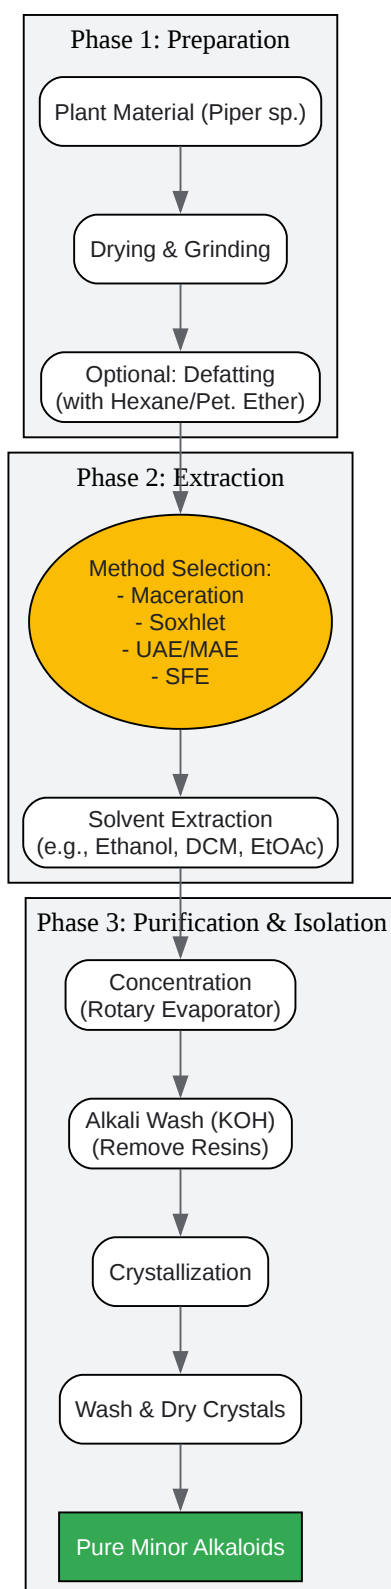 Phase 1: Preparation
Plant Material (Piper sp.)
Drying & Grinding
Optional: Defatting
(with Hexane/Pet. Ether)
Phase 2: Extraction
Method Selection:
- Maceration
- Soxhlet
- UAE/MAE
- SFE
Solvent Extraction
(e.g., Ethanol, DCM, EtOAc)
Phase 3: Purification & Isolation
Concentration
(Rotary Evaporator)
Alkali Wash (KOH)
(Remove Resins)
Crystallization
Wash & Dry Crystals
Pure Minor Alkaloids